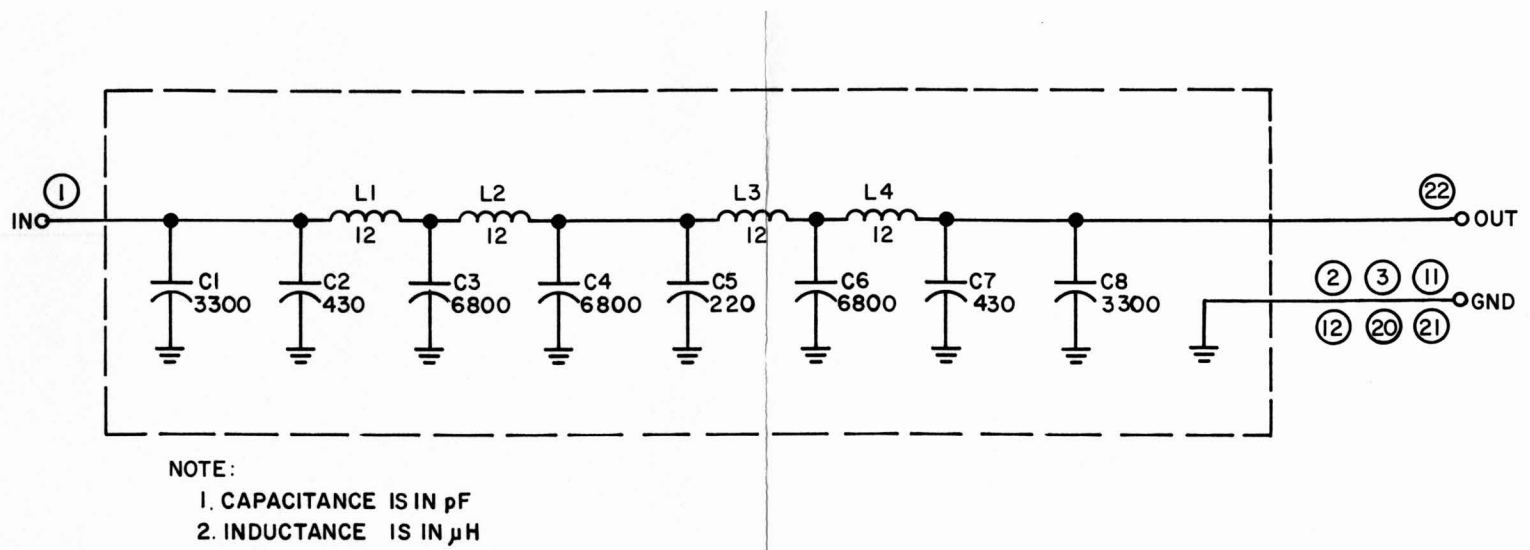 1
IN
L1
12
L2
12
L3
12
L4
12
22
OUT
C1
3300
C2
430
C3
6800
C4
6800
C5
220
C6
6800
C7
430
C8
3300
2 3 11
GND
12 20 21
NOTE:
1. CAPACITANCE IS IN pF
2. INDUCTANCE IS IN µH